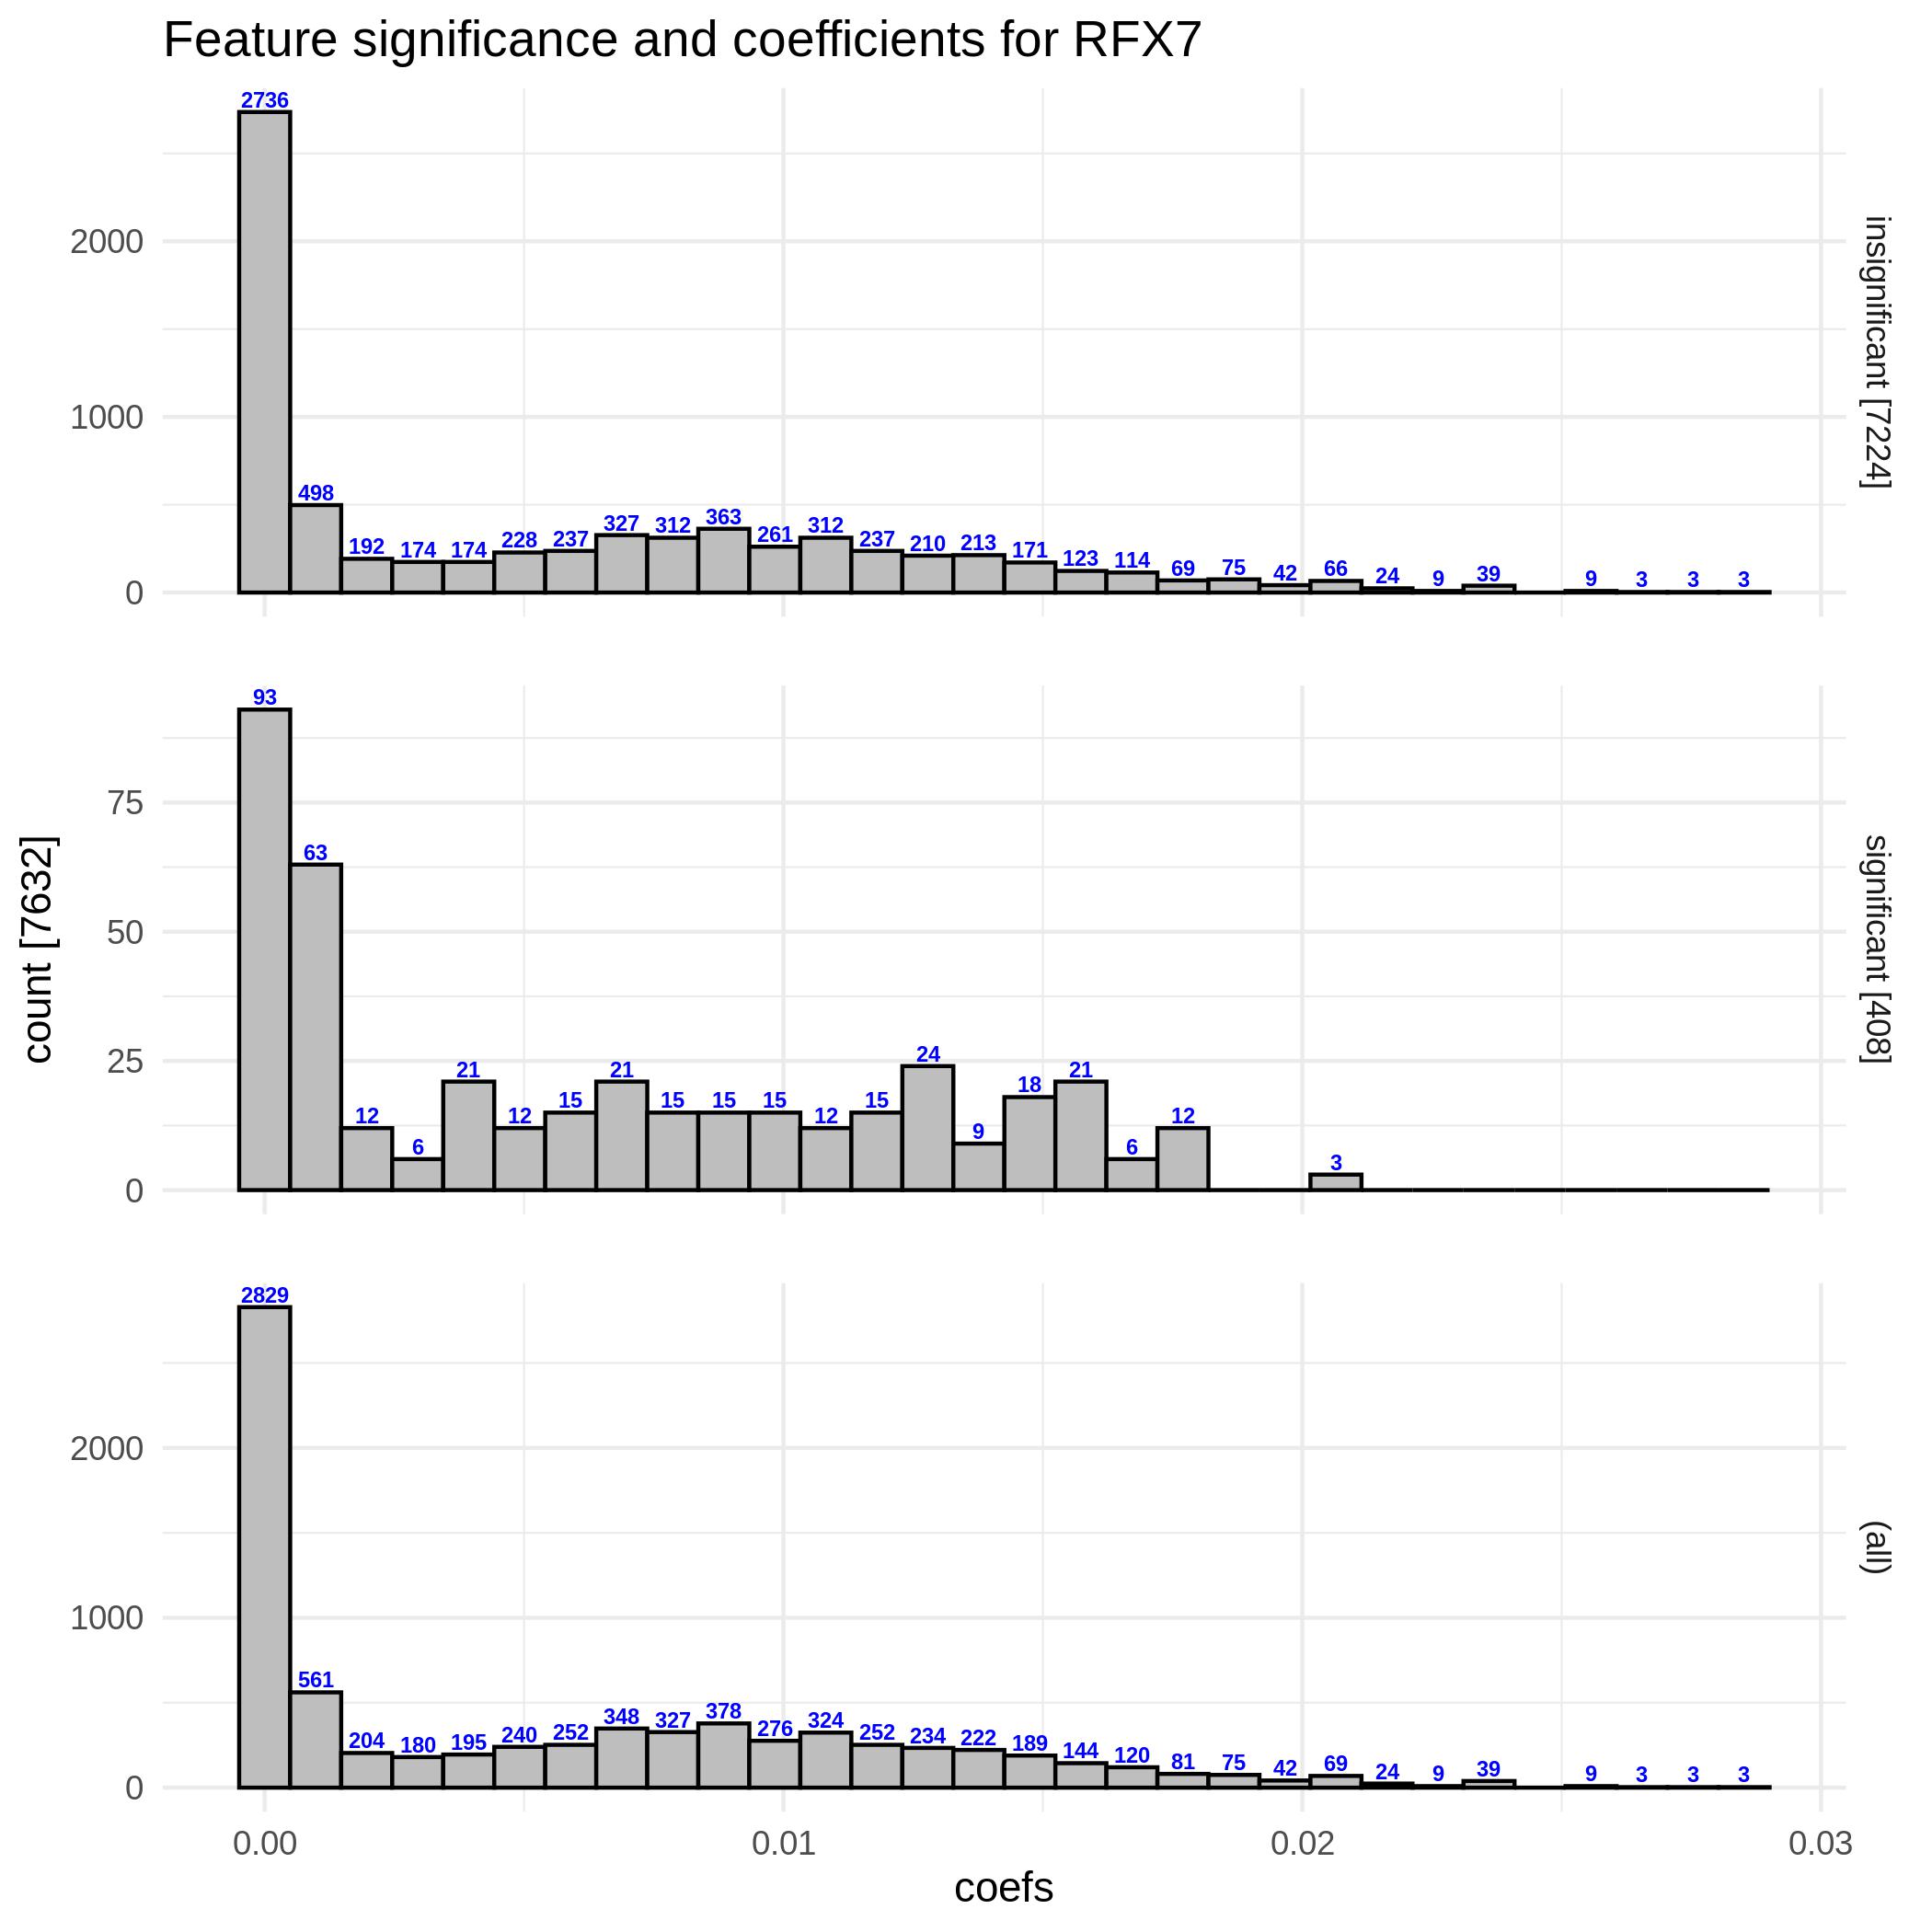 Feature significance and coefficients for RFX7
2736
498
192 174 174 228 237 327 312 363 261 312 237 210 213 171 123 114 69 75 42 66 24 9 39 9 3 3 3
2000
1000
0
insignificant [7224]
93
63
12 6 21 12 15 21 15 15 15 12 15 24 9 18 21 6 12 3
75
50
25
0
significant [408]
count [7632]
2829
561
204 180 195 240 252 348 327 378 276 324 252 234 222 189 144 120 81 75 42 69 24 9 39 9 3 3 3
2000
1000
0
(all)
0.00 0.01 0.02 0.03
coefs